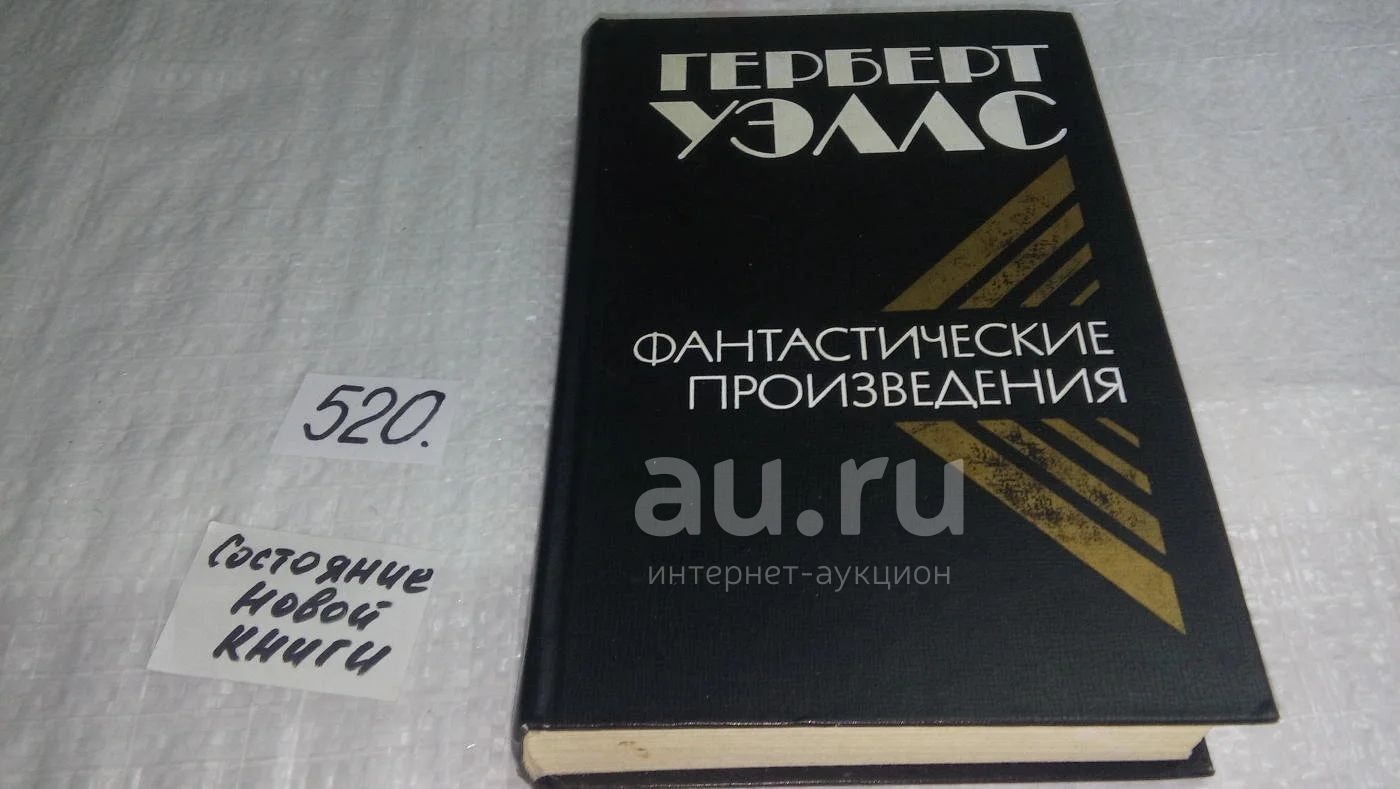 ГЕРБЕРТ
УЭЛЛС
ФАНТАСТИЧЕСКИЕ
ПРОИЗВЕДЕНИЯ
520.
Состояние
новой
книги
au.ru
интернет-аукцион